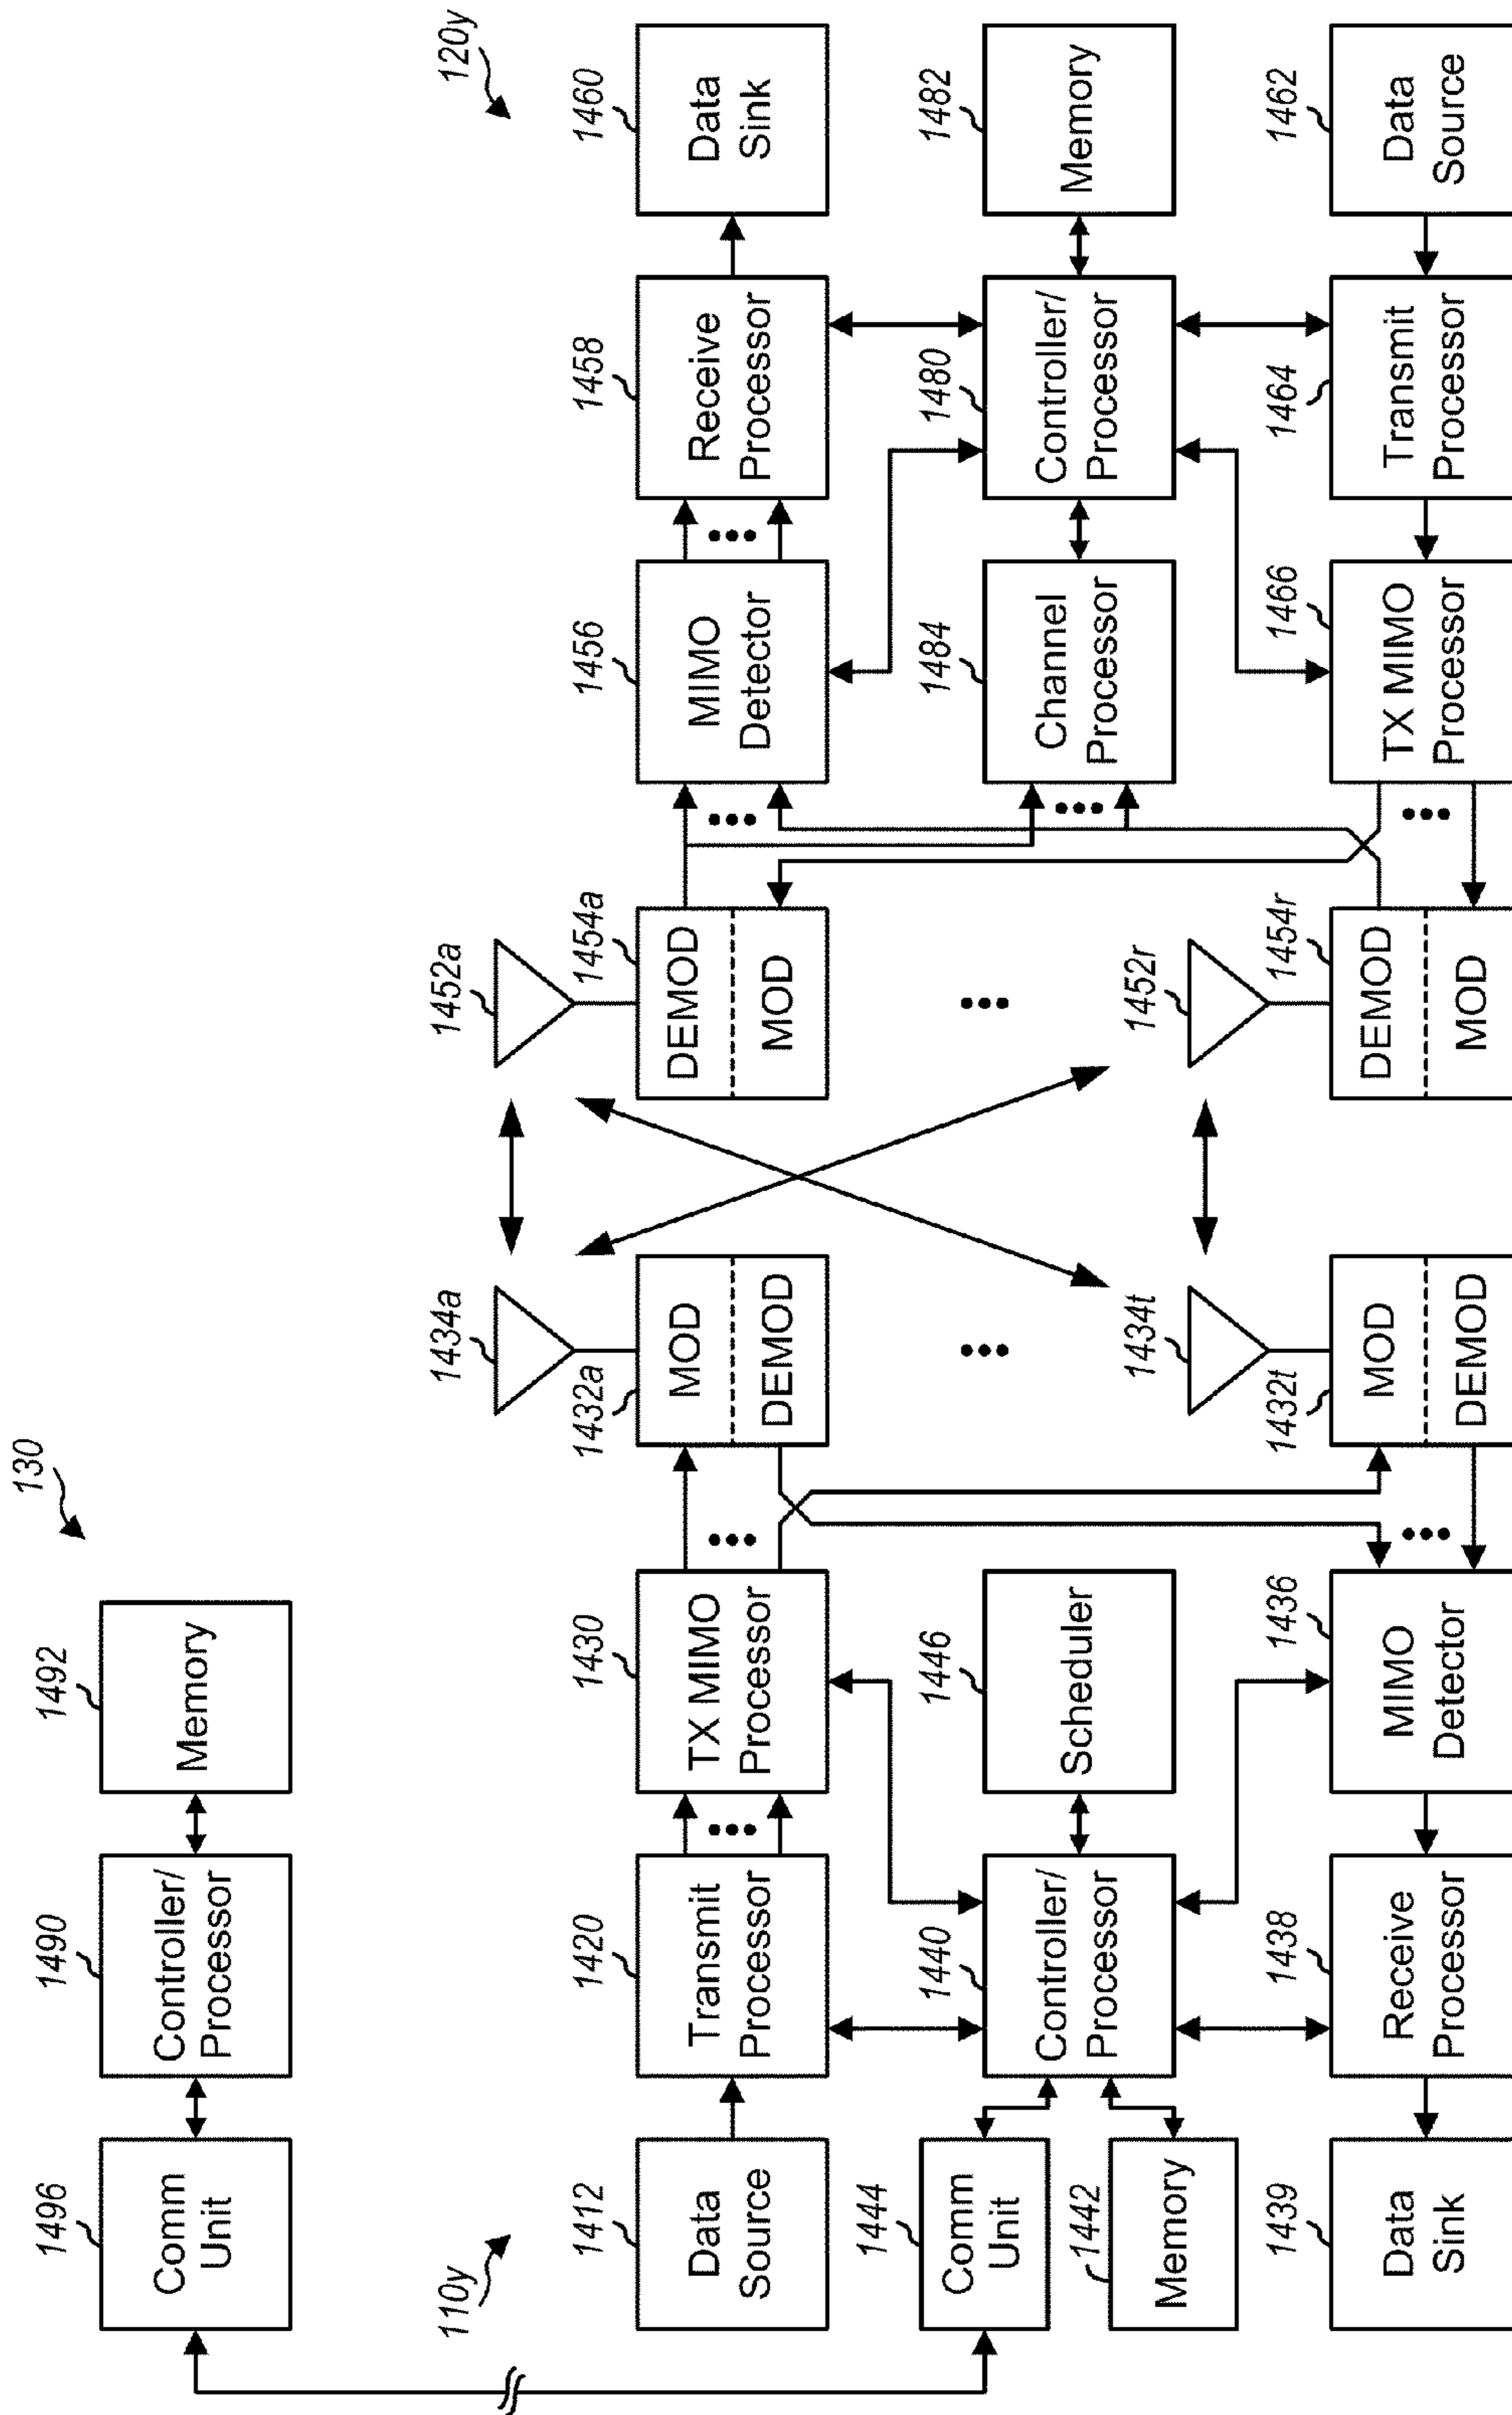 130
1496
1490
1492
Comm
Unit
Controller/
Processor
Memory
110y
120y
1434a
1452a
1412
1420
1430
1432a
1454a
1456
1458
1460
Data
Source
Transmit
Processor
TX MIMO
Processor
MOD
DEMOD
DEMOD
MOD
MIMO
Detector
Receive
Processor
Data
Sink
1444
1440
1446
1484
1480
1482
Comm
Unit
Controller/
Processor
Scheduler
Channel
Processor
Controller/
Processor
Memory
1442
Memory
1434t
1452r
1439
1438
1436
1432t
1454r
1466
1464
1462
Data
Sink
Receive
Processor
MIMO
Detector
MOD
DEMOD
DEMOD
MOD
TX MIMO
Processor
Transmit
Processor
Data
Source